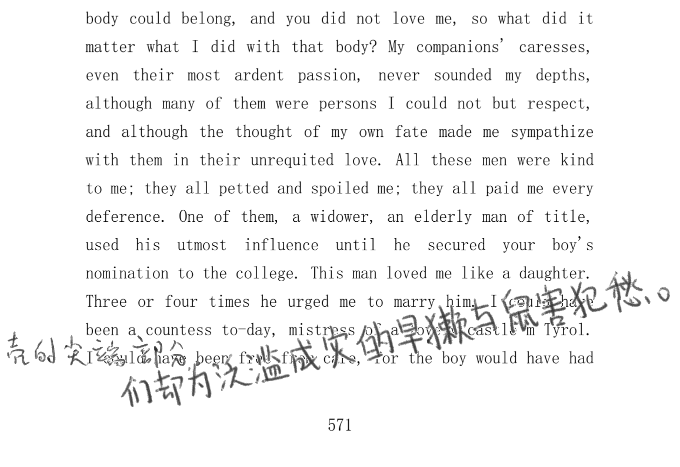 body could belong, and you did not love me, so what did it
matter what I did with that body? My companions' caresses,
even their most ardent passion, never sounded my depths,
although many of them were persons I could not but respect,
and although the thought of my own fate made me sympathize
with them in their unrequited love. All these men were kind
to me; they all petted and spoiled me; they all paid me every
deference. One of them, a widower, an elderly man of title,
used his utmost influence until he secured your boy's
nomination to the college. This man loved me like a daughter.
Three or four times he urged me to marry him. I could have
been a countess to-day, mistress of a lovely castle in Tyrol.
I could have been free from care, for the boy would have had
壳的尖端部分
们却为泛滥成灾的旱獭与鼠害犯愁。
571